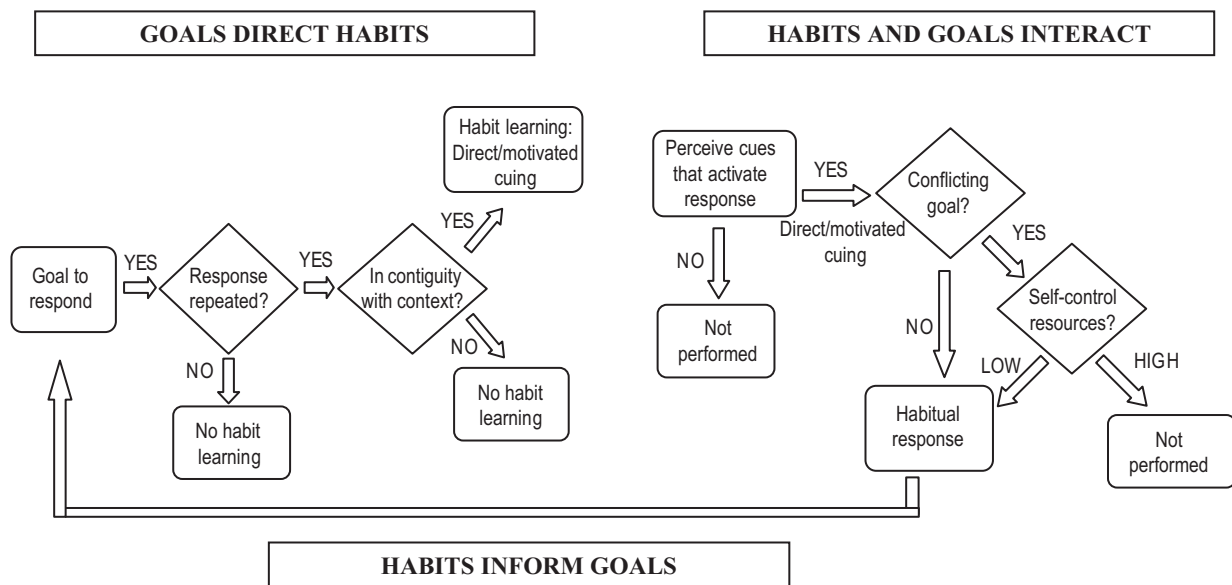 GOALS DIRECT HABITS
HABITS AND GOALS INTERACT
Goal to
respond
YES
Response
repeated?
NO
No habit
learning
YES
In contiguity
with context?
YES
Habit learning:
Direct/motivated
cuing
NO
No habit
learning
Perceive cues
that activate
response
NO
Not
performed
YES
Direct/motivated
cuing
Conflicting
goal?
NO
YES
Self-control
resources?
LOW
HIGH
Habitual
response
Not
performed
HABITS INFORM GOALS